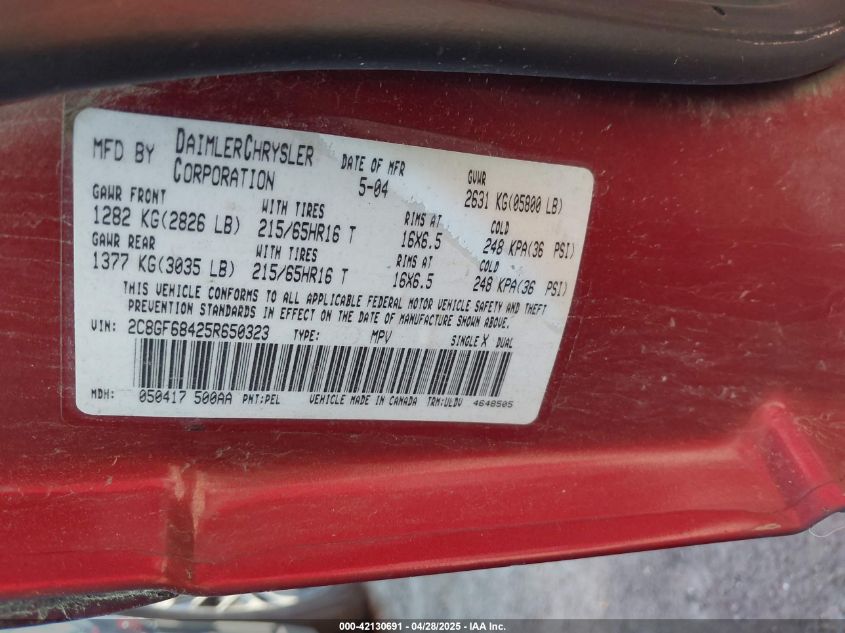 MFD BY DAIMLERCHRYSLER CORPORATION DATE OF MFR 5-04 GVWR 2631 KG(05800 LB)
GAWR FRONT WITH TIRES RIMS AT COLD
1282 KG(2826 LB) 215/65HR16 T 16X6.5 248 KPA(36 PSI)
GAWR REAR WITH TIRES RIMS AT COLD
1377 KG(3035 LB) 215/65HR16 T 16X6.5 248 KPA(36 PSI)
THIS VEHICLE CONFORMS TO ALL APPLICABLE FEDERAL MOTOR VEHICLE SAFETY AND THEFT
PREVENTION STANDARDS IN EFFECT ON THE DATE OF MANUFACTURE SHOWN ABOVE.
VIN: 2C8GF68425R650323 TYPE: MPV SINGLE X DUAL
MDH: 050417 500AA PNT:PEL VEHICLE MADE IN CANADA TRM:ULDV 4648505
000-42130691 - 04/28/2025 - IAA Inc.